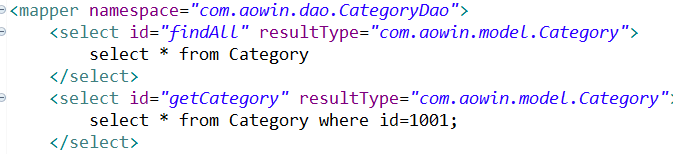 <mapper namespace="com.aowin.dao.CategoryDao">
<select id="findAll" resultType="com.aowin.model.Category">
select * from Category
</select>
<select id="getCategory" resultType="com.aowin.model.Category">
select * from Category where id=1001;
</select>